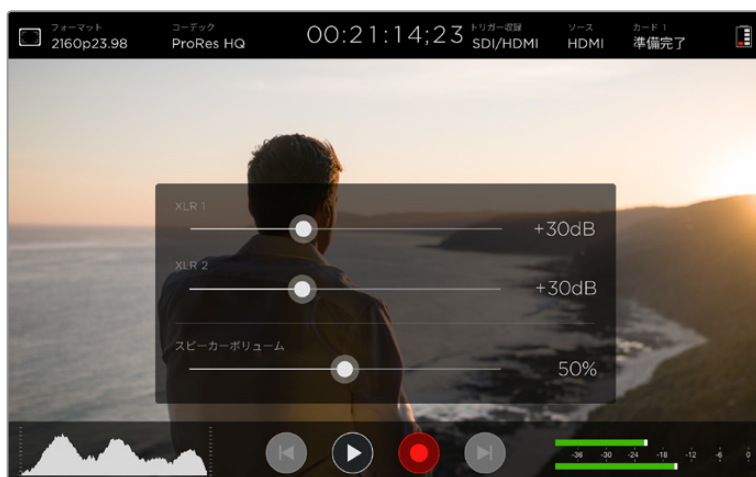 フォーマット
2160p23.98
コーデック
ProRes HQ
00:21:14;23
トリガー収録
SDI/HDMI
ソース
HDMI
カード 1
準備完了
XLR 1
+30dB
XLR 2
+30dB
スピーカーボリューム
50%
-36 -30 -24 -18 -12 -6 0